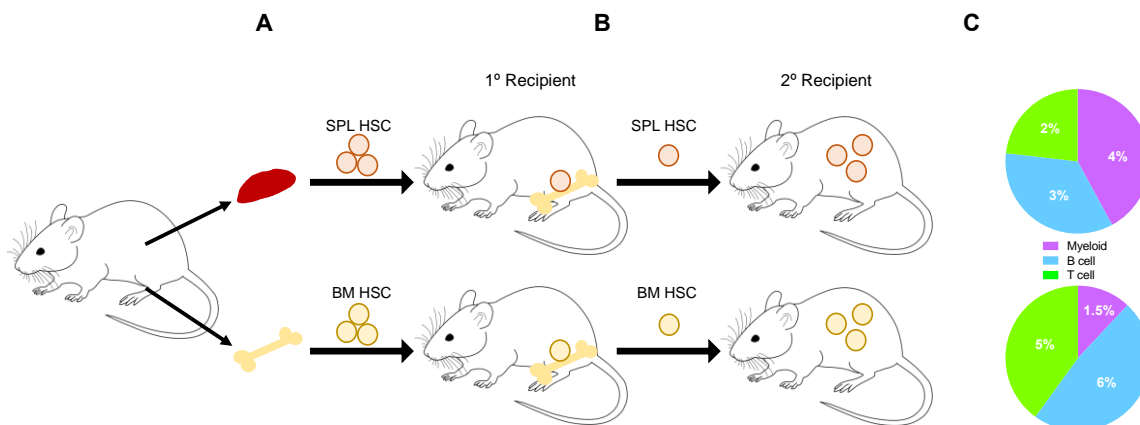 A
B
C
1º Recipient
2º Recipient
SPL HSC
SPL HSC
2%
4%
3%
Myeloid
B cell
T cell
BM HSC
BM HSC
1.5%
5%
6%